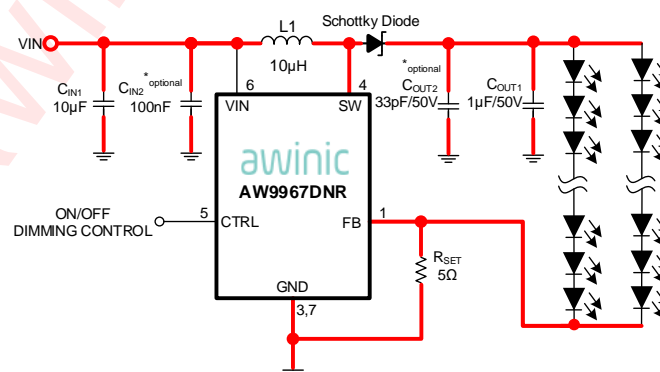 Schottky Diode
VIN
L1
10µH
*optional
CIN1
10µF
CIN2
100nF
6
4
*optional
COUT2
33pF/50V
COUT1
1µF/50V
VIN
SW
awinic
AW9967DNR
ON/OFF
DIMMING CONTROL
5
CTRL
FB
1
RSET
5Ω
GND
3,7